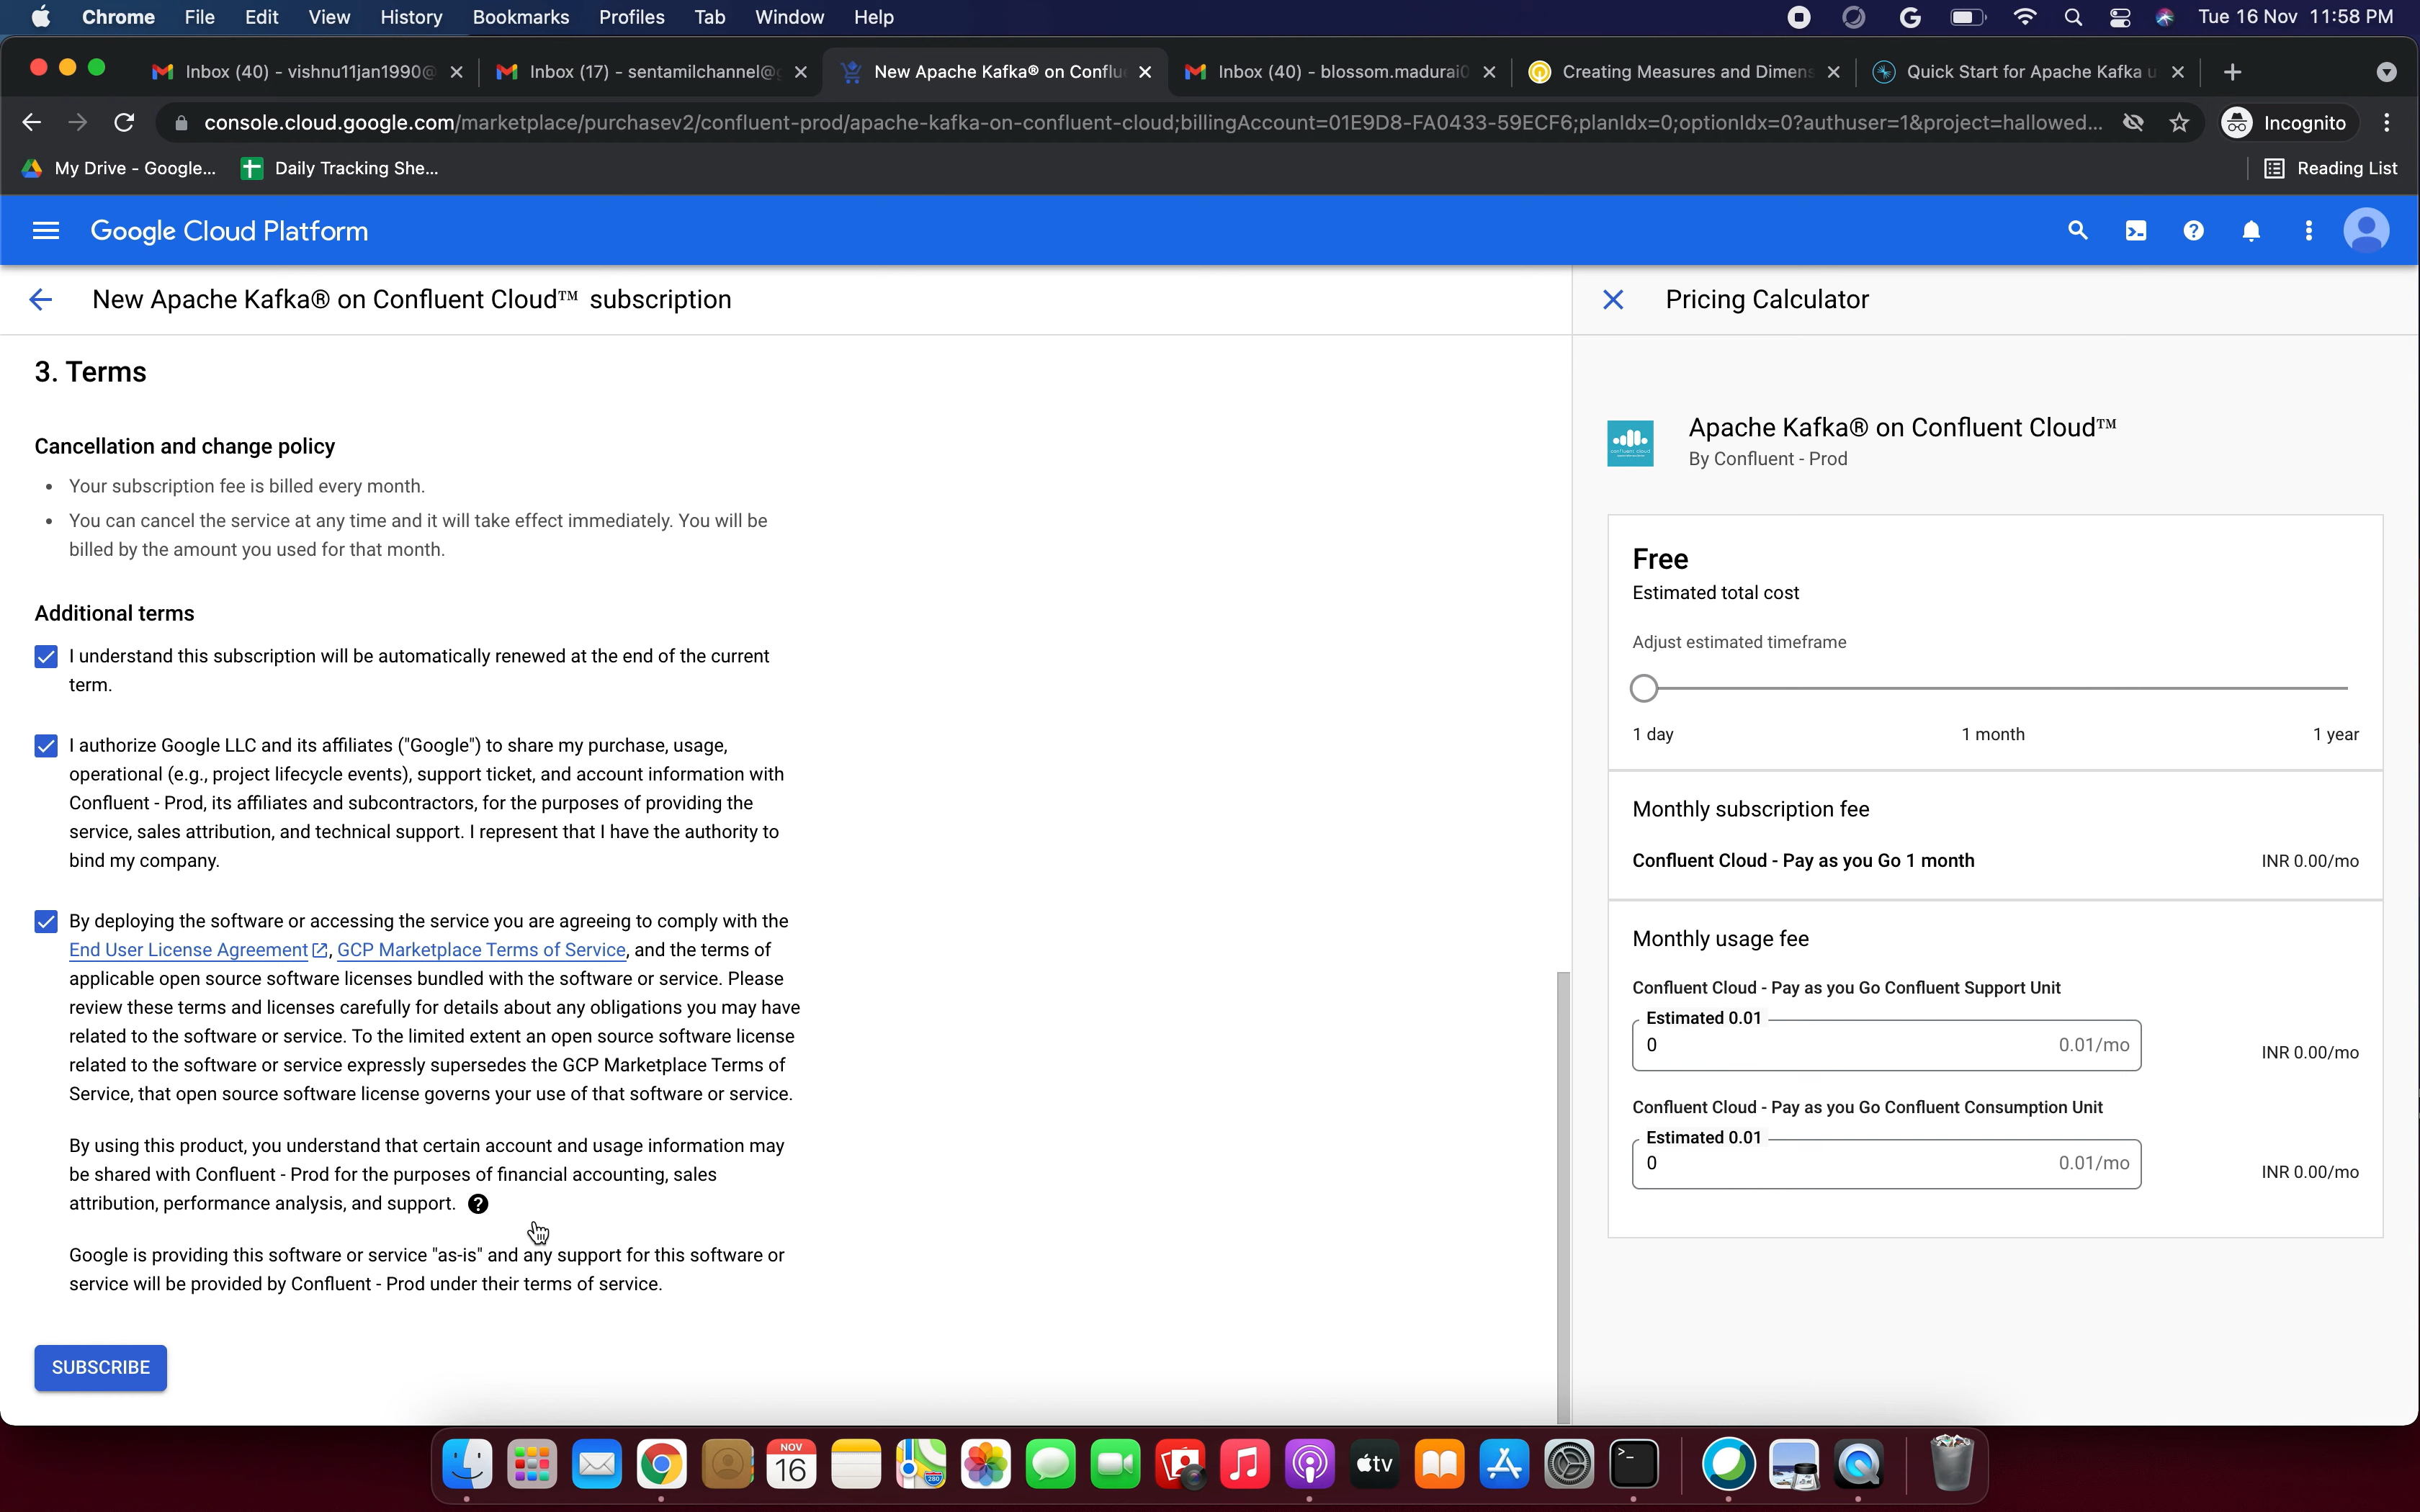 Chrome File Edit View History Bookmarks Profiles Tab Window Help Tue 16 Nov 11:58 PM
Inbox (40) - vishnu11jan1990@ Inbox (17) - sentamilchannel@g New Apache Kafka® on Conflue Inbox (40) - blossom.madurai0 Creating Measures and Dimens Quick Start for Apache Kafka u
console.cloud.google.com/marketplace/purchasev2/confluent-prod/apache-kafka-on-confluent-cloud;billingAccount=01E9D8-FA0433-59ECF6;planIdx=0;optionIdx=0?authuser=1&project=hallowed... Incognito
My Drive - Google... Daily Tracking She... Reading List
Google Cloud Platform
New Apache Kafka® on Confluent Cloud™ subscription
3. Terms
Cancellation and change policy
• Your subscription fee is billed every month.
• You can cancel the service at any time and it will take effect immediately. You will be
billed by the amount you used for that month.
Additional terms
I understand this subscription will be automatically renewed at the end of the current
term.
I authorize Google LLC and its affiliates ("Google") to share my purchase, usage,
operational (e.g., project lifecycle events), support ticket, and account information with
Confluent - Prod, its affiliates and subcontractors, for the purposes of providing the
service, sales attribution, and technical support. I represent that I have the authority to
bind my company.
By deploying the software or accessing the service you are agreeing to comply with the
End User License Agreement, GCP Marketplace Terms of Service, and the terms of
applicable open source software licenses bundled with the software or service. Please
review these terms and licenses carefully for details about any obligations you may have
related to the software or service. To the limited extent an open source software license
related to the software or service expressly supersedes the GCP Marketplace Terms of
Service, that open source software license governs your use of that software or service.
By using this product, you understand that certain account and usage information may
be shared with Confluent - Prod for the purposes of financial accounting, sales
attribution, performance analysis, and support.
Google is providing this software or service "as-is" and any support for this software or
service will be provided by Confluent - Prod under their terms of service.
SUBSCRIBE
Pricing Calculator
Apache Kafka® on Confluent Cloud™
By Confluent - Prod
Free
Estimated total cost
Adjust estimated timeframe
1 day 1 month 1 year
Monthly subscription fee
Confluent Cloud - Pay as you Go 1 month INR 0.00/mo
Monthly usage fee
Confluent Cloud - Pay as you Go Confluent Support Unit
Estimated 0.01
0 0.01/mo INR 0.00/mo
Confluent Cloud - Pay as you Go Confluent Consumption Unit
Estimated 0.01
0 0.01/mo INR 0.00/mo
NOV
16
280
tv